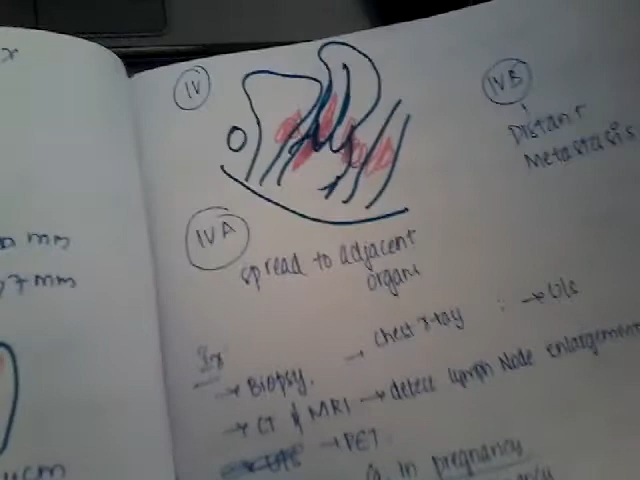 IV
IVB
Distant
Metastasis
IVA
spread to adjacent
organs
mm
7mm
Ix
→ Biopsy. → chest x-ray : → U/s
→ CT & MRI → detect lymph Node enlargement
→ PET
in pregnancy
cm